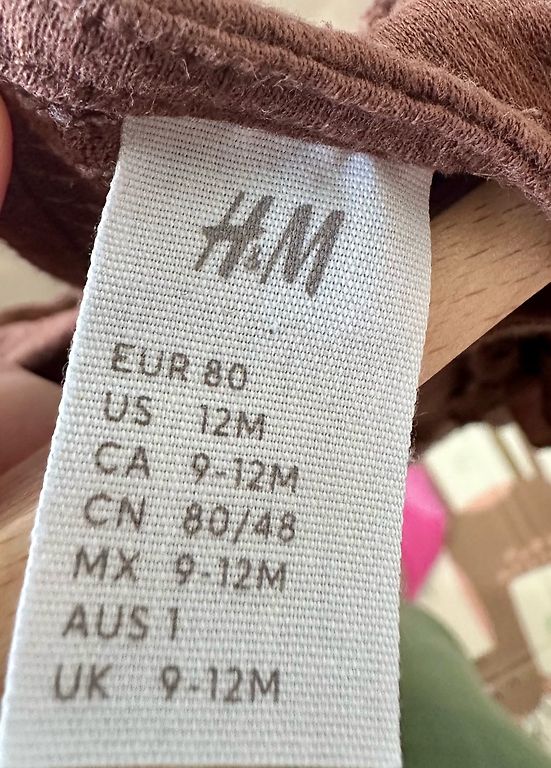 H&M
EUR 80
US 12M
CA 9-12M
CN 80/48
MX 9-12M
AUS 1
UK 9-12M